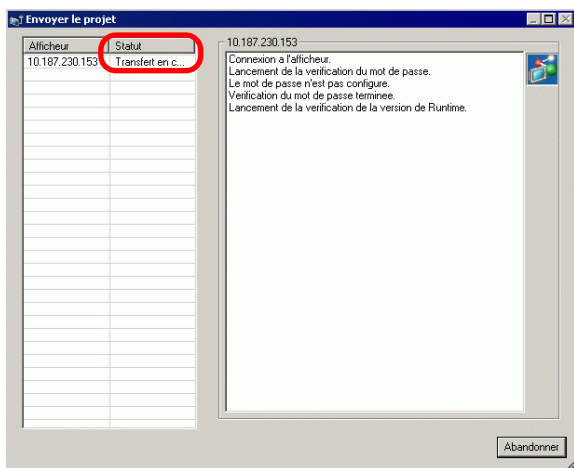 Envoyer le projet
Afficheur Statut
10.187.230.153 Transfert en c...
10.187.230.153
Connexion a l'afficheur.
Lancement de la verification du mot de passe.
Le mot de passe n'est pas configure.
Verification du mot de passe terminee.
Lancement de la verification de la version de Runtime.
Abandonner